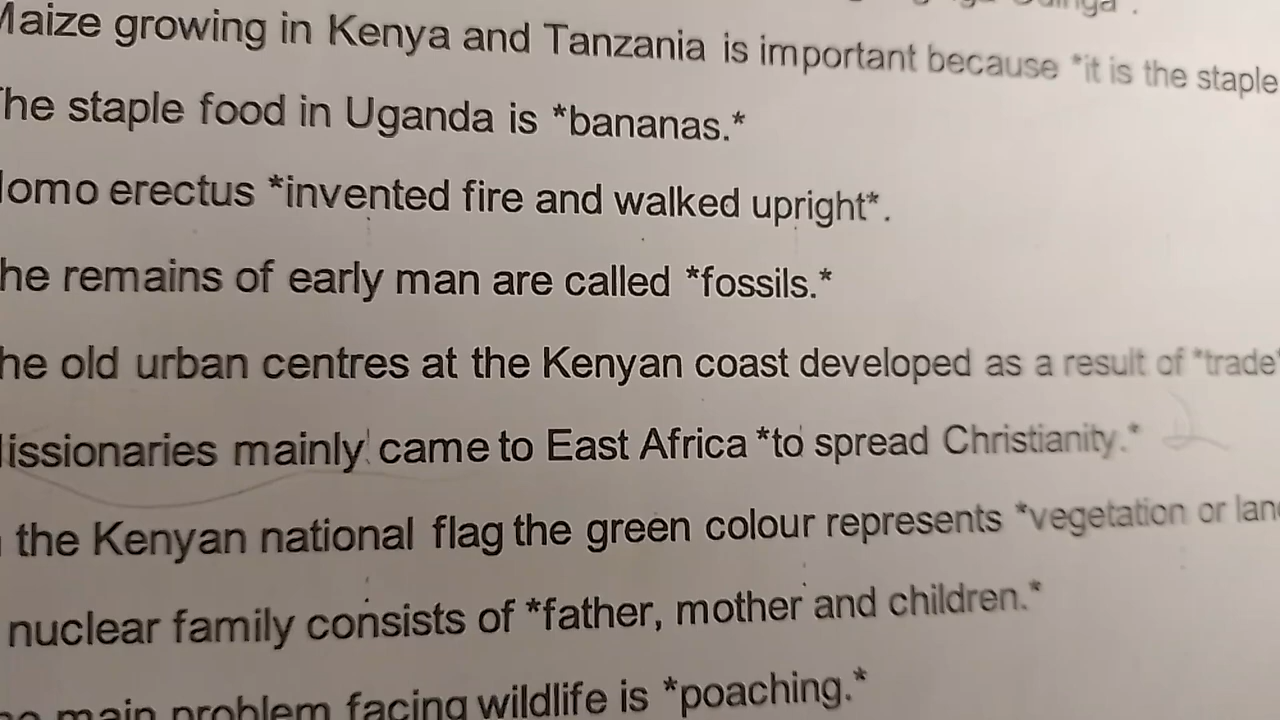 Maize growing in Kenya and Tanzania is important because *it is the staple
The staple food in Uganda is *bananas.*
Homo erectus *invented fire and walked upright*.
he remains of early man are called *fossils.*
he old urban centres at the Kenyan coast developed as a result of *trade*
Missionaries mainly came to East Africa *to spread Christianity.*
the Kenyan national flag the green colour represents *vegetation or lan
nuclear family consists of *father, mother and children.*
main problem facing wildlife is *poaching.*